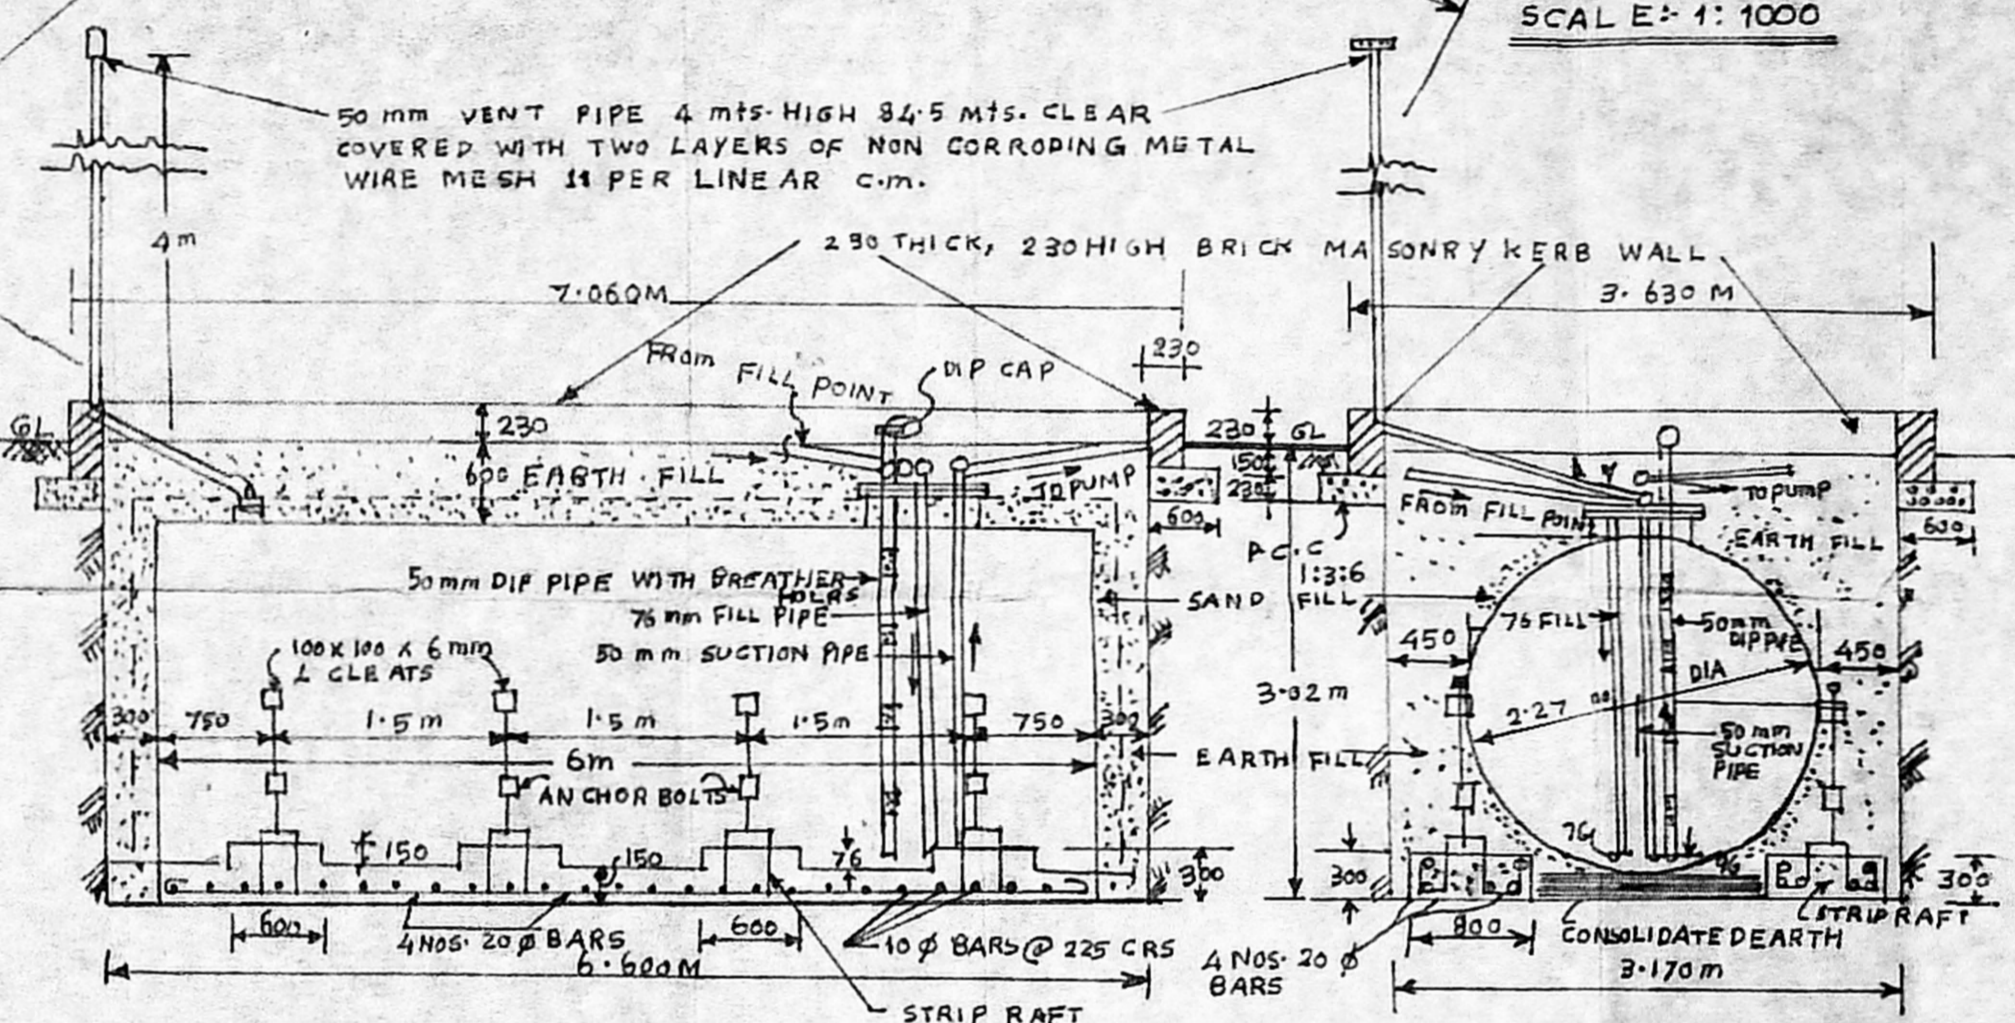 SCALE:- 1: 1000
50 mm VENT PIPE 4 mts. HIGH 84.5 Mts. CLEAR
COVERED WITH TWO LAYERS OF NON CORRODING METAL
WIRE MESH 11 PER LINEAR C.m.
4m
230 THICK, 230 HIGH BRICK MASONRY KERB WALL
7.060M
3.630 M
230
FROM FILL POINT
DIP CAP
GL
230
230
GL
600 EARTH FILL
150
230
TO PUMP
TO PUMP
FROM FILL POINT
600
EARTH FILL
600
P.C.C
1:3:6
50mm DIP PIPE WITH BREATHER
HOLES
SAND FILL
76 mm FILL PIPE
76 FILL
50mm
DIP PIPE
100 X 100 X 6 mm
L CLEATS
50 mm SUCTION PIPE
450
450
DIA
3.02 m
300
750
1.5 m
1.5 m
1.5m
750
300
2.27
50 mm
SUCTION
PIPE
6m
EARTH FILL
ANCHOR BOLTS
76
150
150
76
300
300
300
600
600
4 NOS. 20 ø BARS
10 ø BARS @ 225 CRS
4 NOS. 20 ø
BARS
800
STRIP RAFT
CONSOLIDATED EARTH
6.600M
3.170m
STRIP RAFT